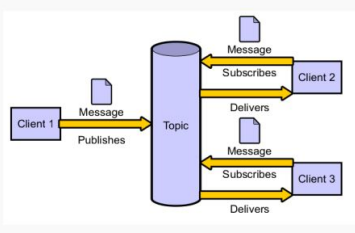 Client 1
Message
Publishes
Topic
Message
Subscribes
Client 2
Delivers
Message
Subscribes
Client 3
Delivers